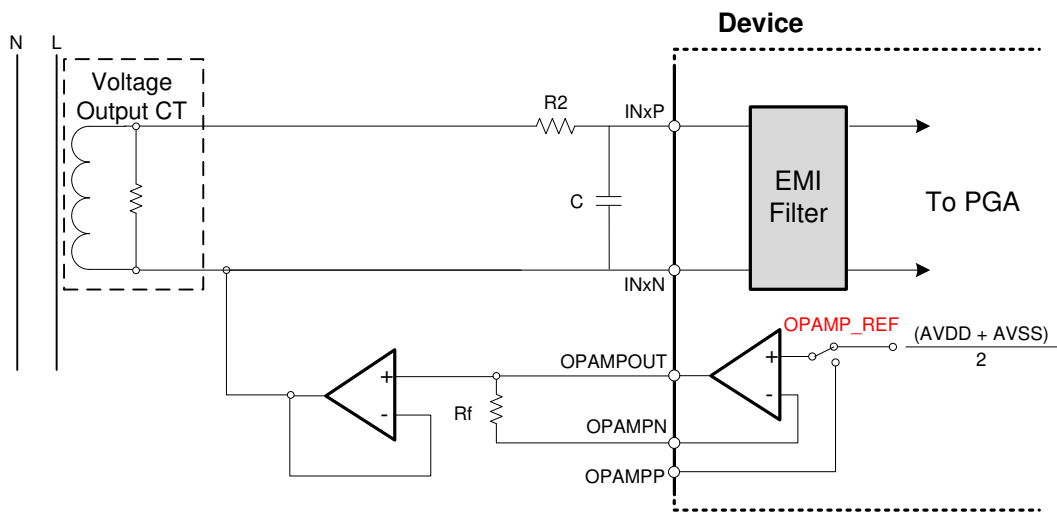 Device
N
L
Voltage
Output CT
R2
INxP
C
EMI
Filter
To PGA
INxN
OPAMP_REF
(AVDD + AVSS)
2
OPAMPOUT
+
-
+
-
Rf
OPAMPN
OPAMPP